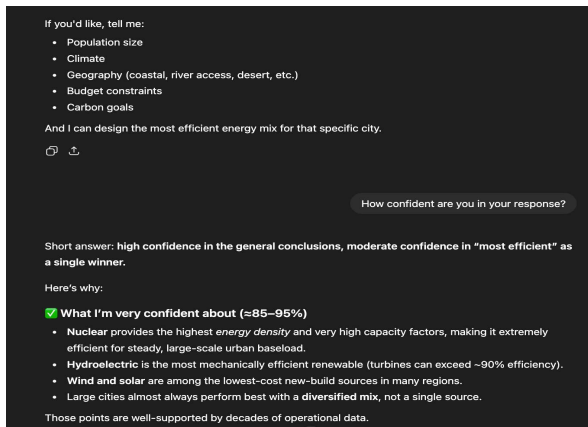 If you'd like, tell me:
• Population size
• Climate
• Geography (coastal, river access, desert, etc.)
• Budget constraints
• Carbon goals
And I can design the most efficient energy mix for that specific city.
How confident are you in your response?
Short answer: high confidence in the general conclusions, moderate confidence in "most efficient" as
a single winner.
Here's why:
✅ What I'm very confident about (≈85–95%)
• Nuclear provides the highest energy density and very high capacity factors, making it extremely
efficient for steady, large-scale urban baseload.
• Hydroelectric is the most mechanically efficient renewable (turbines can exceed ~90% efficiency).
• Wind and solar are among the lowest-cost new-build sources in many regions.
• Large cities almost always perform best with a diversified mix, not a single source.
Those points are well-supported by decades of operational data.